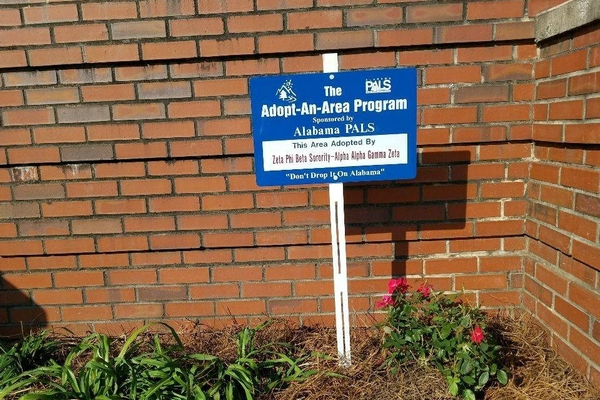 The
PALS
Adopt-An-Area Program
Sponsored by
Alabama PALS
This Area Adopted By
Zeta Phi Beta Sorority-Alpha Alpha Gamma Zeta
"Don't Drop It On Alabama"